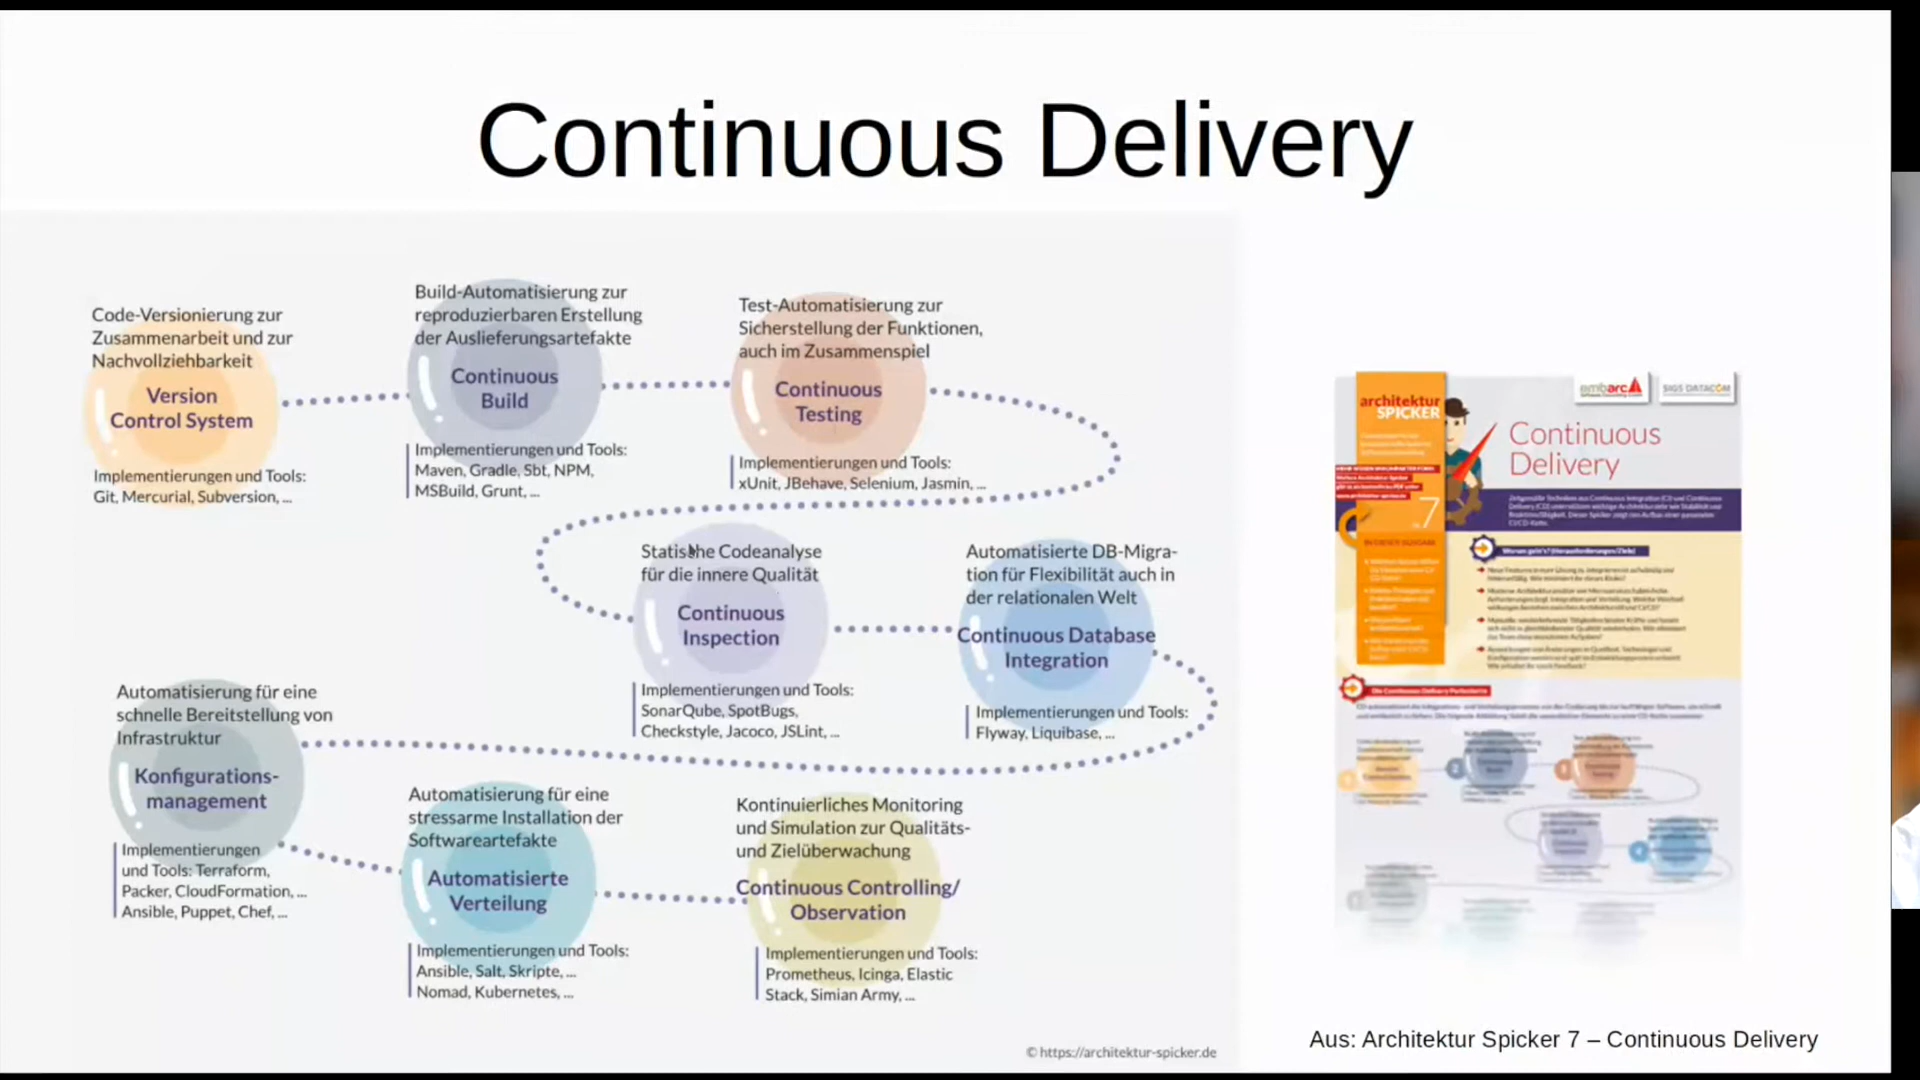 Continuous Delivery
Code-Versionierung zur
Zusammenarbeit und zur
Nachvollziehbarkeit
Version
Control System
Implementierungen und Tools:
Git, Mercurial, Subversion, ...
Build-Automatisierung zur
reproduzierbaren Erstellung
der Auslieferungsartefakte
Continuous
Build
Implementierungen und Tools:
Maven, Gradle, Sbt, NPM,
MSBuild, Grunt, ...
Test-Automatisierung zur
Sicherstellung der Funktionen,
auch im Zusammenspiel
Continuous
Testing
Implementierungen und Tools:
xUnit, JBehave, Selenium, Jasmin, ...
Statische Codeanalyse
für die innere Qualität
Continuous
Inspection
Implementierungen und Tools:
SonarQube, SpotBugs,
Checkstyle, Jacoco, JSLint, ...
Automatisierte DB-Migra-
tion für Flexibilität auch in
der relationalen Welt
Continuous Database
Integration
Implementierungen und Tools:
Flyway, Liquibase, ...
Automatisierung für eine
schnelle Bereitstellung von
Infrastruktur
Konfigurations-
management
Implementierungen
und Tools: Terraform,
Packer, CloudFormation, ...
Ansible, Puppet, Chef, ...
Automatisierung für eine
stressarme Installation der
Softwareartefakte
Automatisierte
Verteilung
Implementierungen und Tools:
Ansible, Salt, Skripte, ...
Nomad, Kubernetes, ...
Kontinuierliches Monitoring
und Simulation zur Qualitäts-
und Zielüberwachung
Continuous Controlling/
Observation
Implementierungen und Tools:
Prometheus, Icinga, Elastic
Stack, Simian Army, ...
© https://architektur-spicker.de
architektur
SPICKER
embarc
SIGS DATACOM
Continuous
Delivery
7
Aus: Architektur Spicker 7 – Continuous Delivery